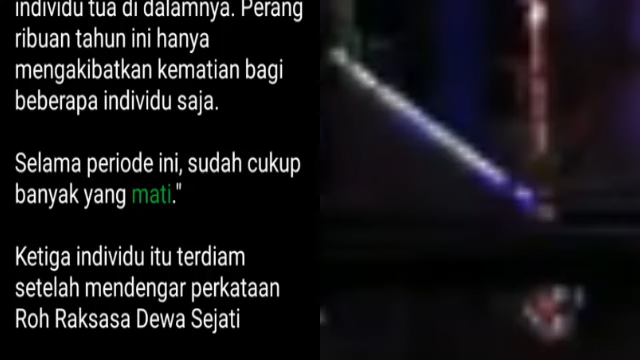 individu tua di dalamnya. Perang
ribuan tahun ini hanya
mengakibatkan kematian bagi
beberapa individu saja.
Selama periode ini, sudah cukup
banyak yang mati."
Ketiga individu itu terdiam
setelah mendengar perkataan
Roh Raksasa Dewa Sejati